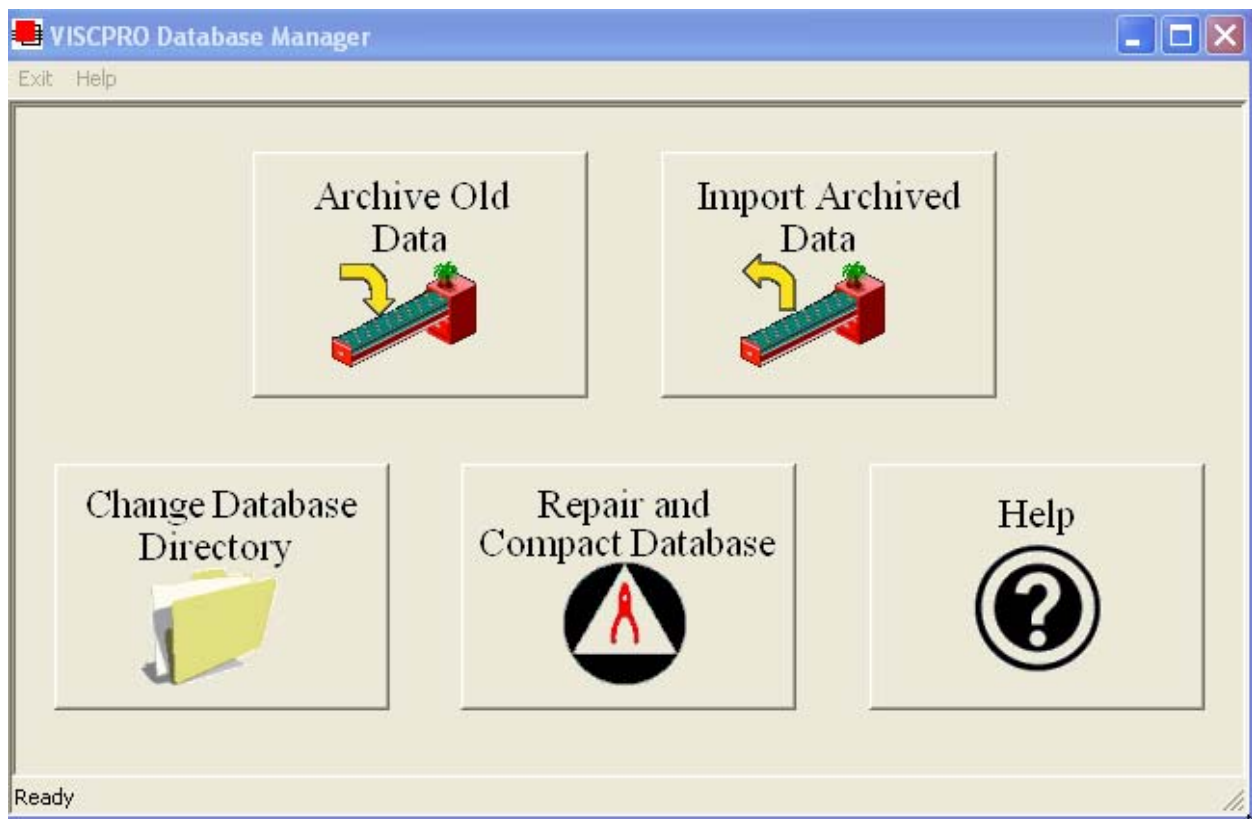 VISCPRO Database Manager
Exit Help
Archive Old
Data
Import Archived
Data
Change Database
Directory
Repair and
Compact Database
Help
?
Ready